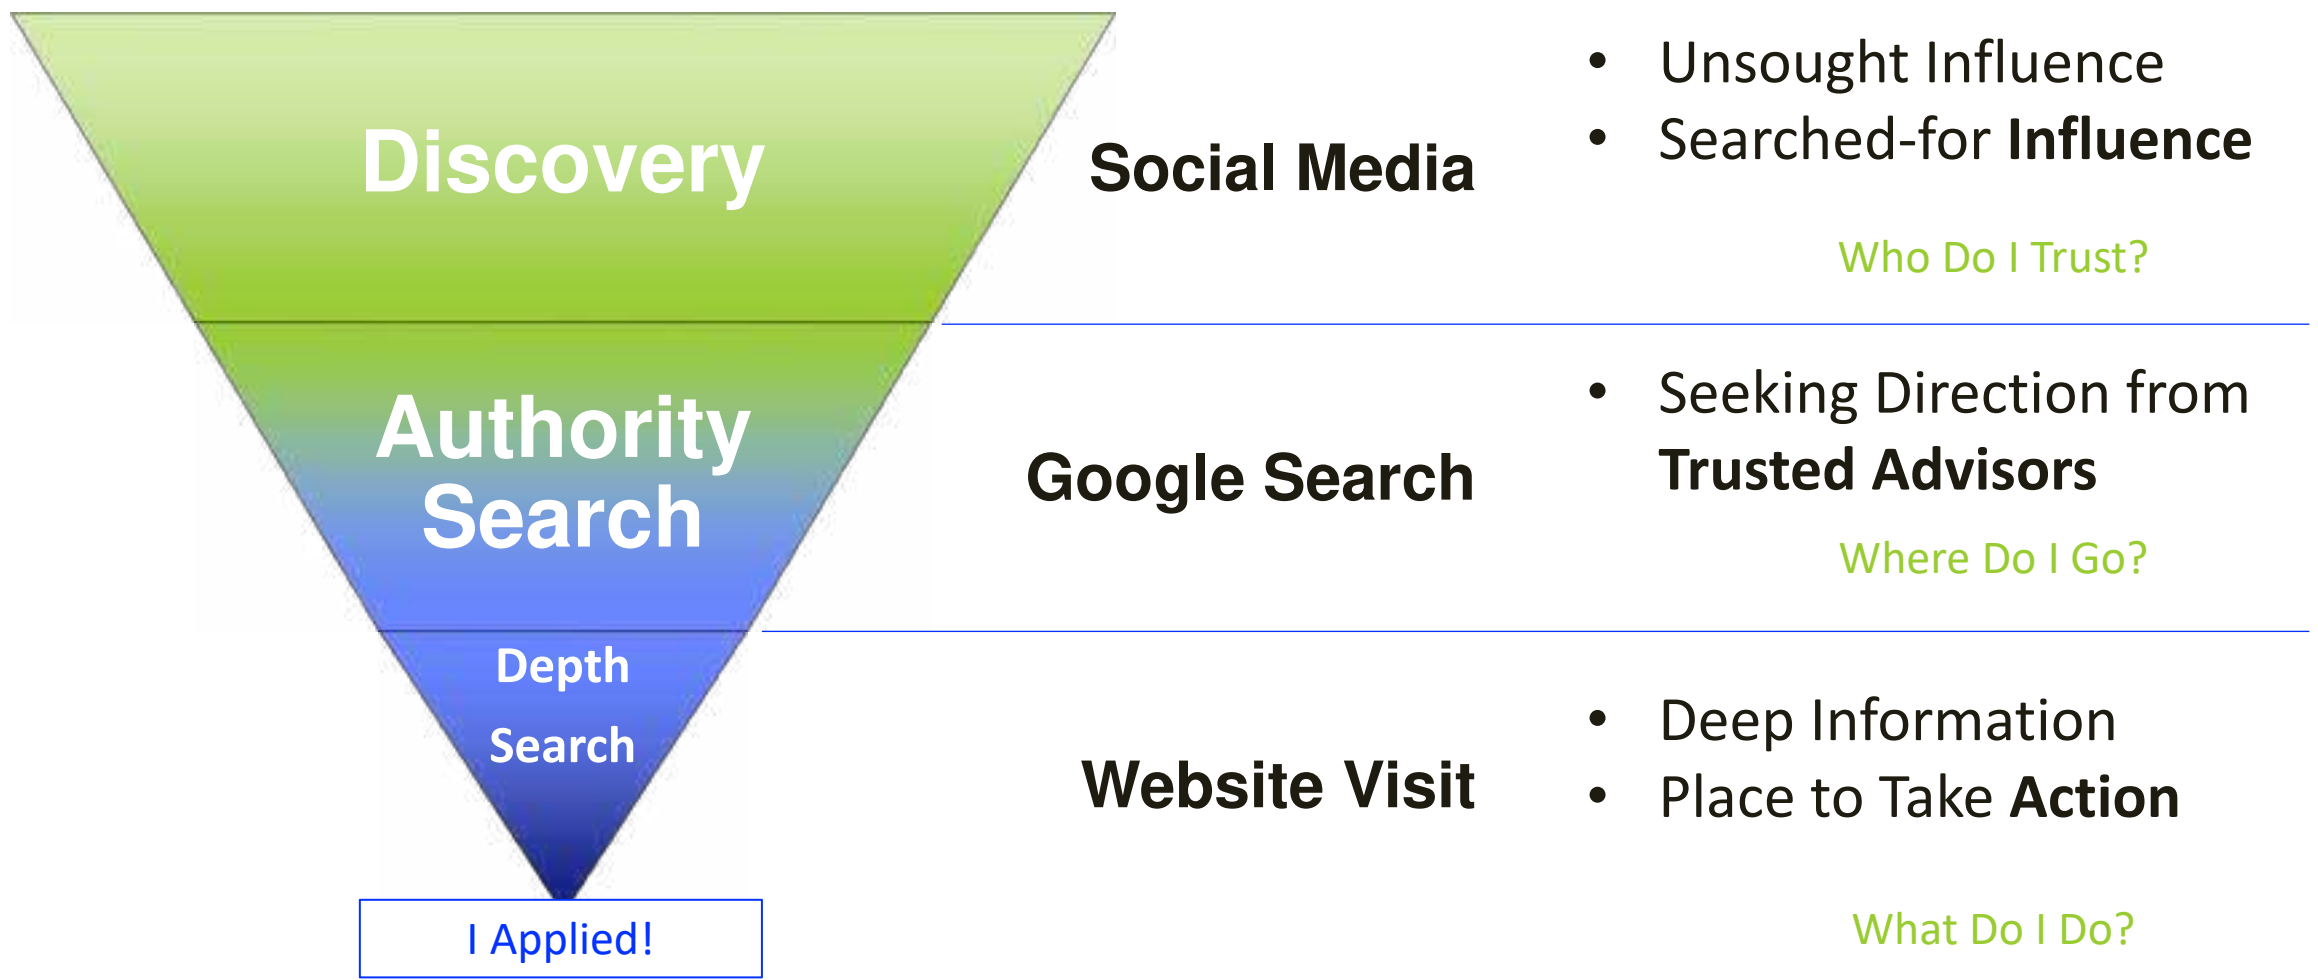 Discovery
Social Media
• Unsought Influence
• Searched-for Influence
Who Do I Trust?
Authority
Search
Google Search
• Seeking Direction from
Trusted Advisors
Where Do I Go?
Depth
Search
Website Visit
• Deep Information
• Place to Take Action
What Do I Do?
I Applied!